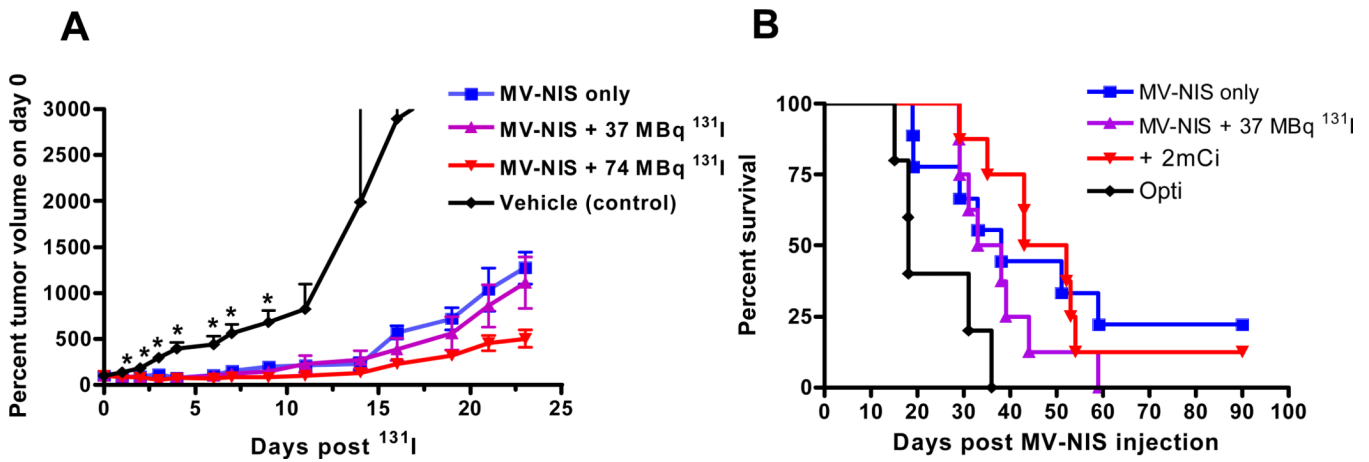 A
Percent tumor volume on day 0
3000
2500
2000
1500
1000
500
0
* * * * * * *
0 5 10 15 20 25
Days post ¹³¹I
MV-NIS only
MV-NIS + 37 MBq ¹³¹I
MV-NIS + 74 MBq ¹³¹I
Vehicle (control)
B
Percent survival
100
75
50
25
0
0 10 20 30 40 50 60 70 80 90 100
Days post MV-NIS injection
MV-NIS only
MV-NIS + 37 MBq ¹³¹I
+ 2mCi
Opti